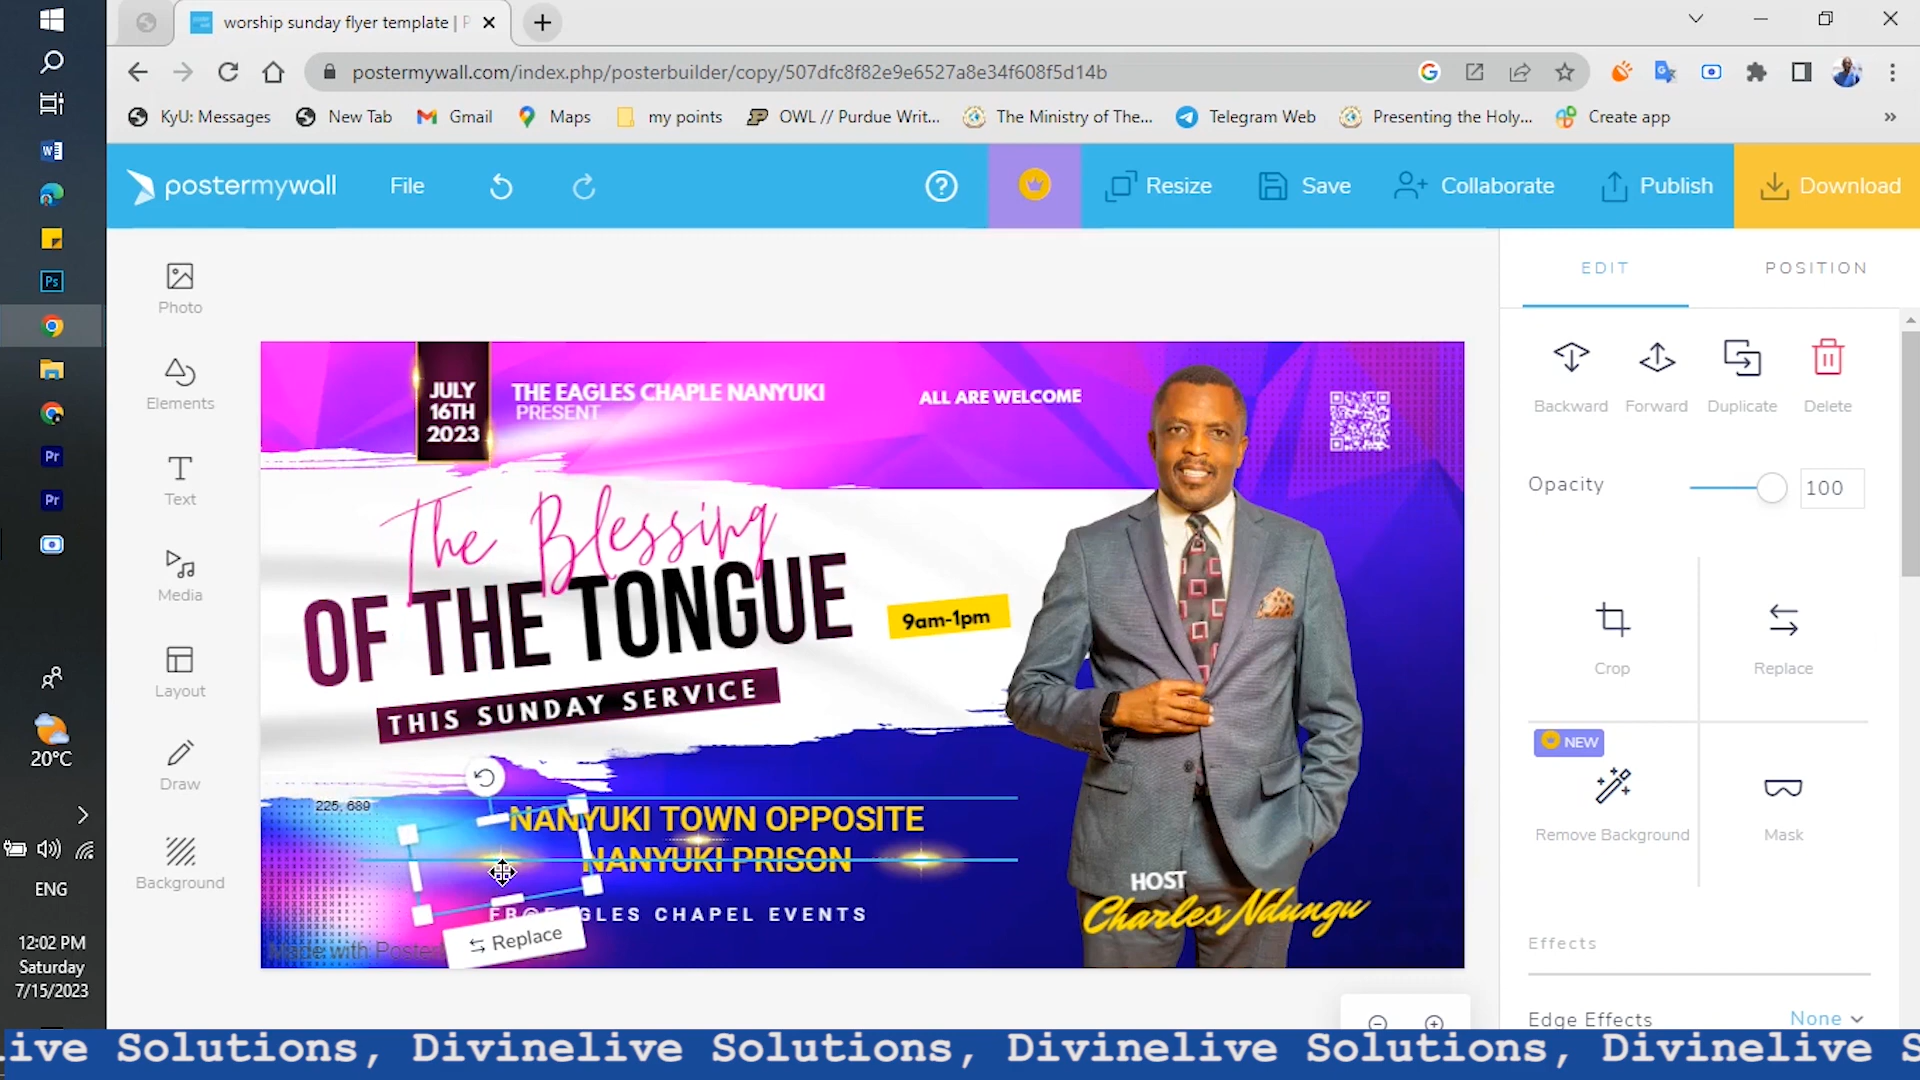 worship sunday flyer template | P
postermywall.com/index.php/posterbuilder/copy/507dfc8f82e9e6527a8e34f608f5d14b
KyU: Messages
New Tab
Gmail
Maps
my points
OWL // Purdue Writ...
The Ministry of The...
Telegram Web
Presenting the Holy...
Create app
postermywall
File
Resize
Save
Collaborate
Publish
Download
Photo
Elements
Text
Media
Layout
Draw
Background
EDIT
POSITION
Backward
Forward
Duplicate
Delete
Opacity
100
Crop
Replace
NEW
Remove Background
Mask
Effects
Edge Effects
None
JULY
16TH
2023
THE EAGLES CHAPLE NANYUKI
PRESENT
ALL ARE WELCOME
The Blessing
OF THE TONGUE
9am-1pm
THIS SUNDAY SERVICE
225, 689
NANYUKI TOWN OPPOSITE
NANYUKI PRISON
GLES CHAPEL EVENTS
Replace
Made with Poster
HOST
Charles Ndungu
20°C
ENG
12:02 PM
Saturday
7/15/2023
ive Solutions, Divinelive Solutions, Divinelive Solutions, Divinelive S